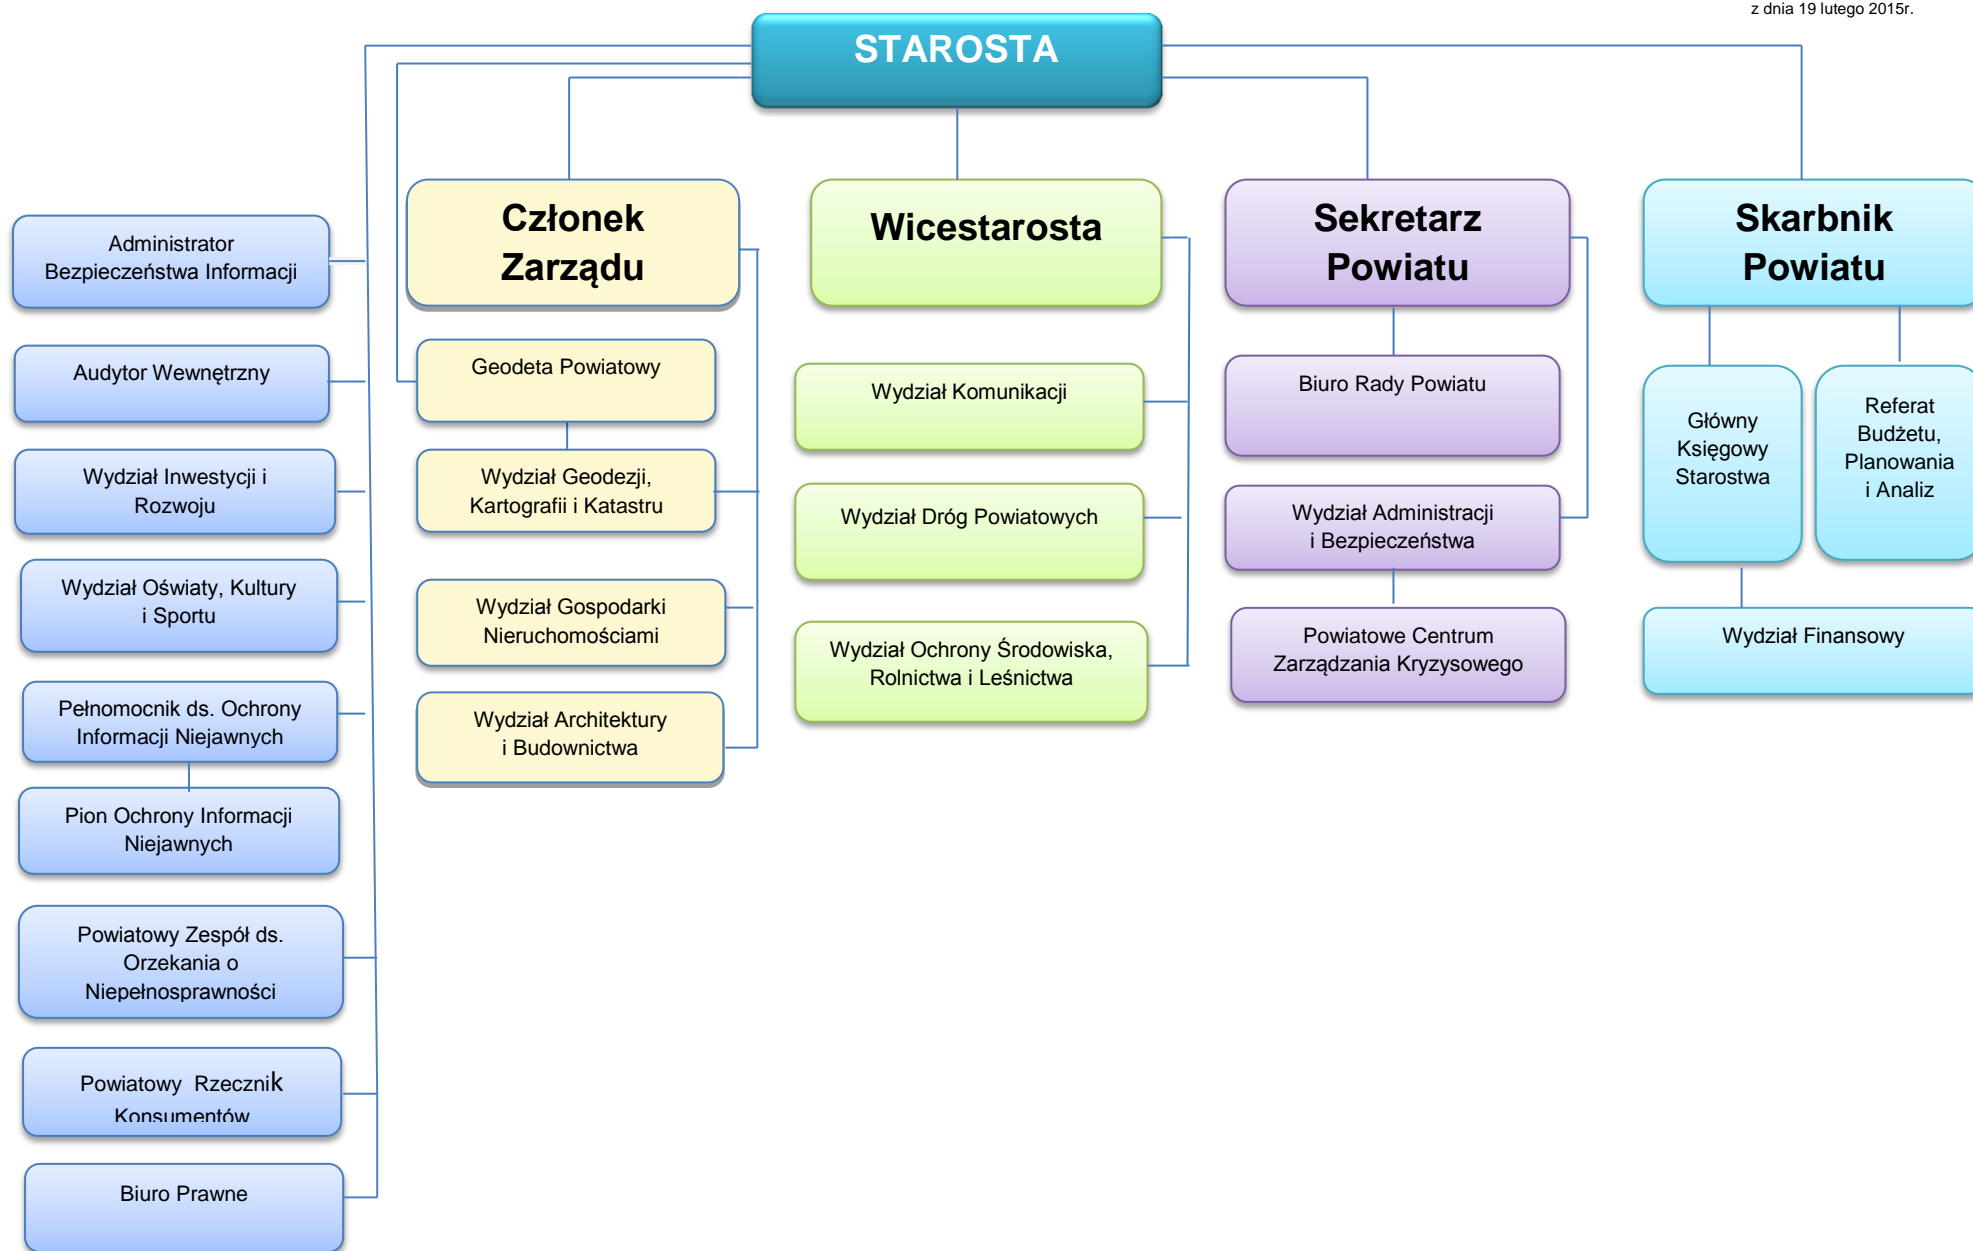 z dnia 19 lutego 2015r.
STAROSTA
Administrator
Bezpieczeństwa Informacji
Audytor Wewnętrzny
Wydział Inwestycji i
Rozwoju
Wydział Oświaty, Kultury
i Sportu
Pełnomocnik ds. Ochrony
Informacji Niejawnych
Pion Ochrony Informacji
Niejawnych
Powiatowy Zespół ds.
Orzekania o
Niepełnosprawności
Powiatowy Rzecznik
Konsumentów
Biuro Prawne
Członek
Zarządu
Geodeta Powiatowy
Wydział Geodezji,
Kartografii i Katastru
Wydział Gospodarki
Nieruchomościami
Wydział Architektury
i Budownictwa
Wicestarosta
Wydział Komunikacji
Wydział Dróg Powiatowych
Wydział Ochrony Środowiska,
Rolnictwa i Leśnictwa
Sekretarz
Powiatu
Biuro Rady Powiatu
Wydział Administracji
i Bezpieczeństwa
Powiatowe Centrum
Zarządzania Kryzysowego
Skarbnik
Powiatu
Główny
Księgowy
Starostwa
Referat
Budżetu,
Planowania
i Analiz
Wydział Finansowy